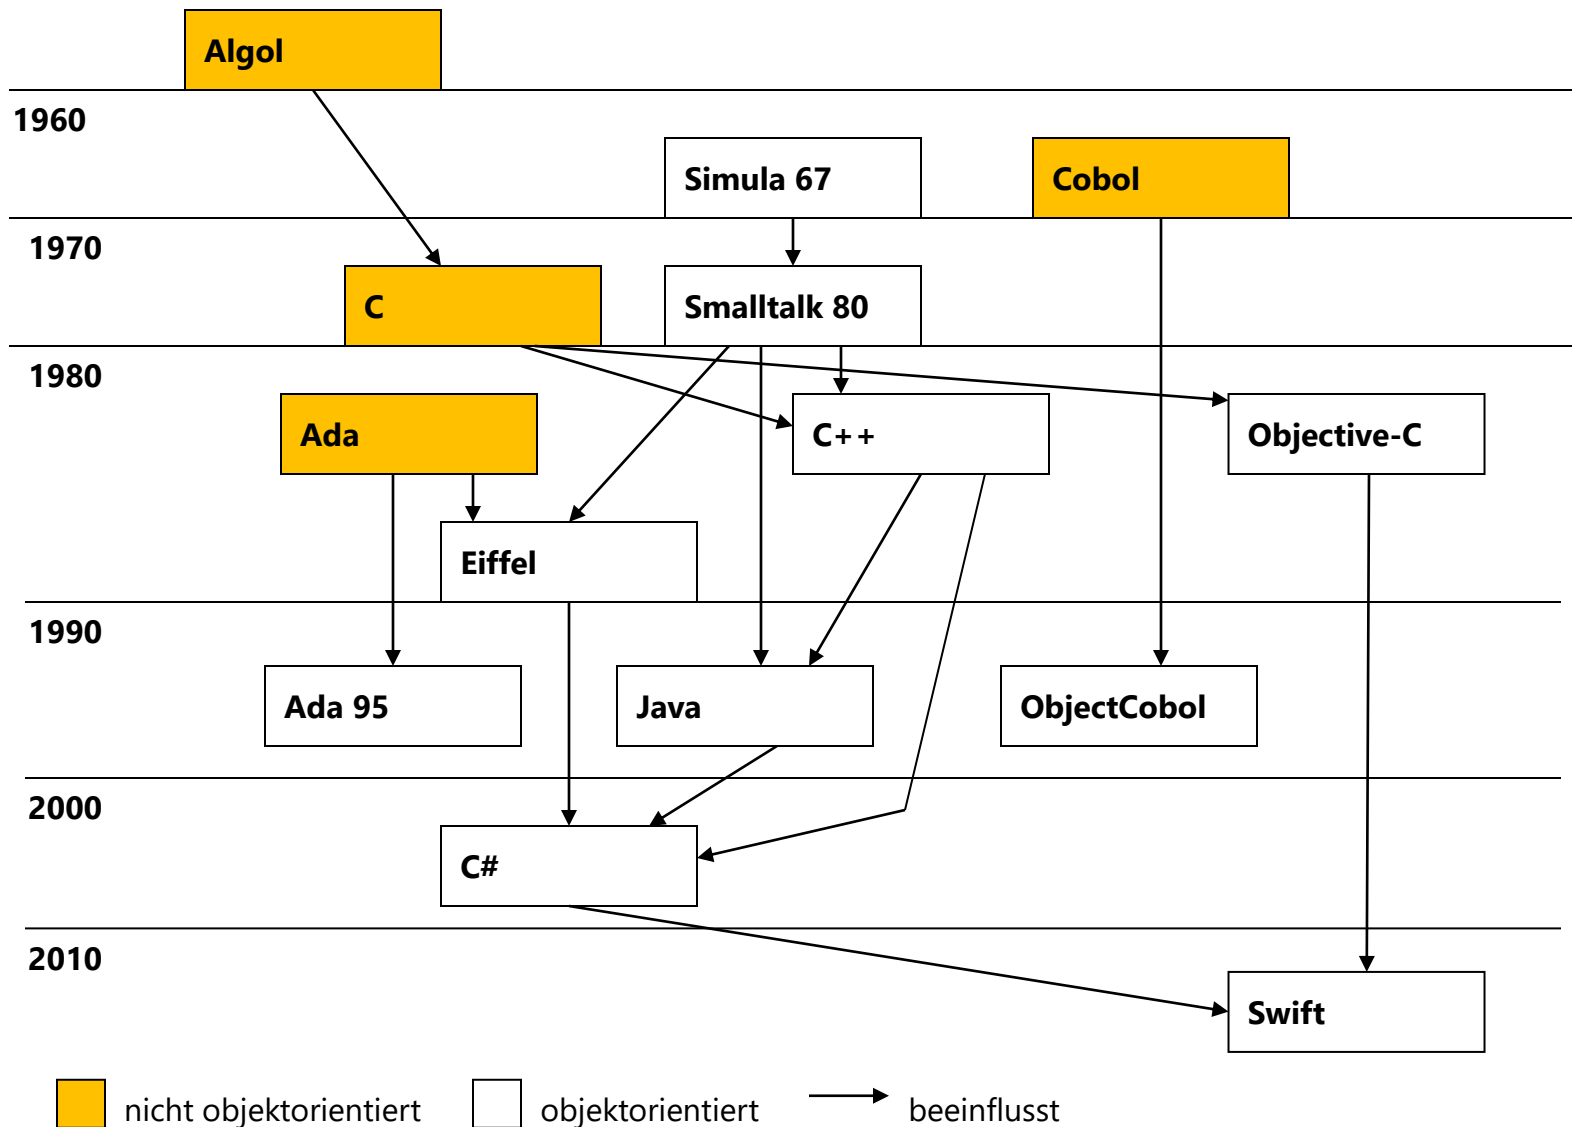 Algol
1960
Simula 67
Cobol
1970
C
Smalltalk 80
1980
Ada
C++
Objective-C
Eiffel
1990
Ada 95
Java
ObjectCobol
2000
C#
2010
Swift
nicht objektorientiert
objektorientiert
beeinflusst